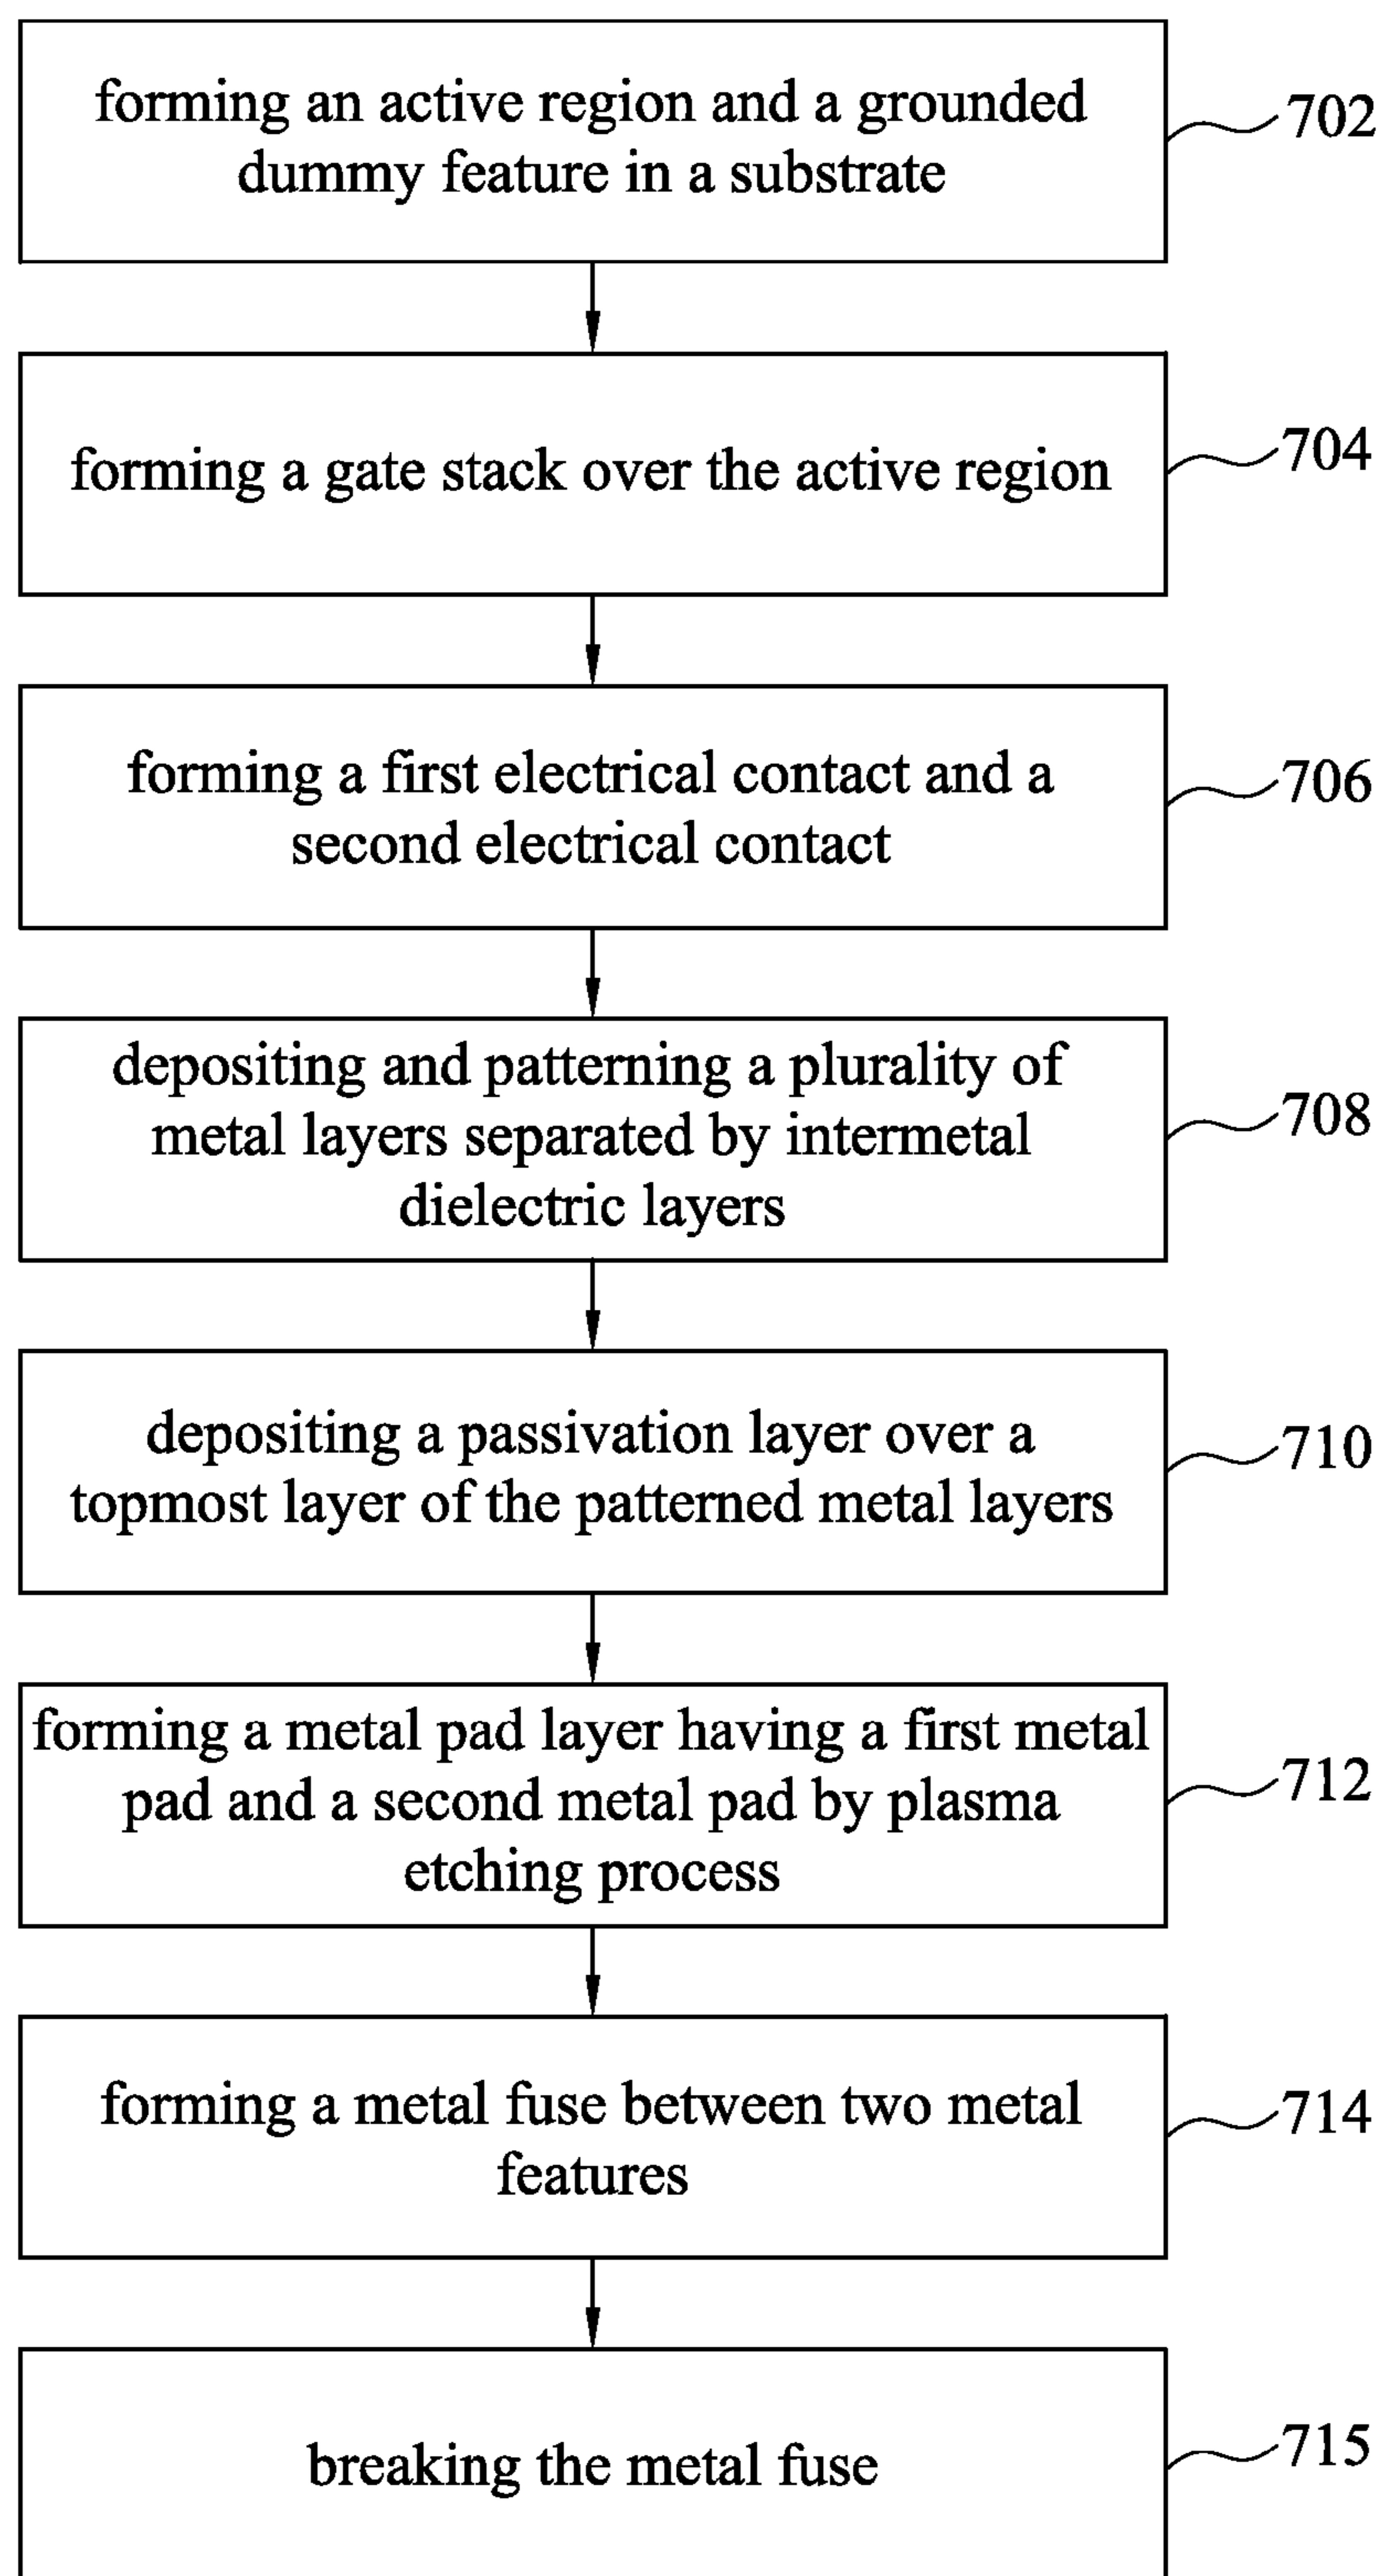 forming an active region and a grounded
dummy feature in a substrate
702
forming a gate stack over the active region
704
forming a first electrical contact and a
second electrical contact
706
depositing and patterning a plurality of
metal layers separated by intermetal
dielectric layers
708
depositing a passivation layer over a
topmost layer of the patterned metal layers
710
forming a metal pad layer having a first metal
pad and a second metal pad by plasma
etching process
712
forming a metal fuse between two metal
features
714
breaking the metal fuse
715